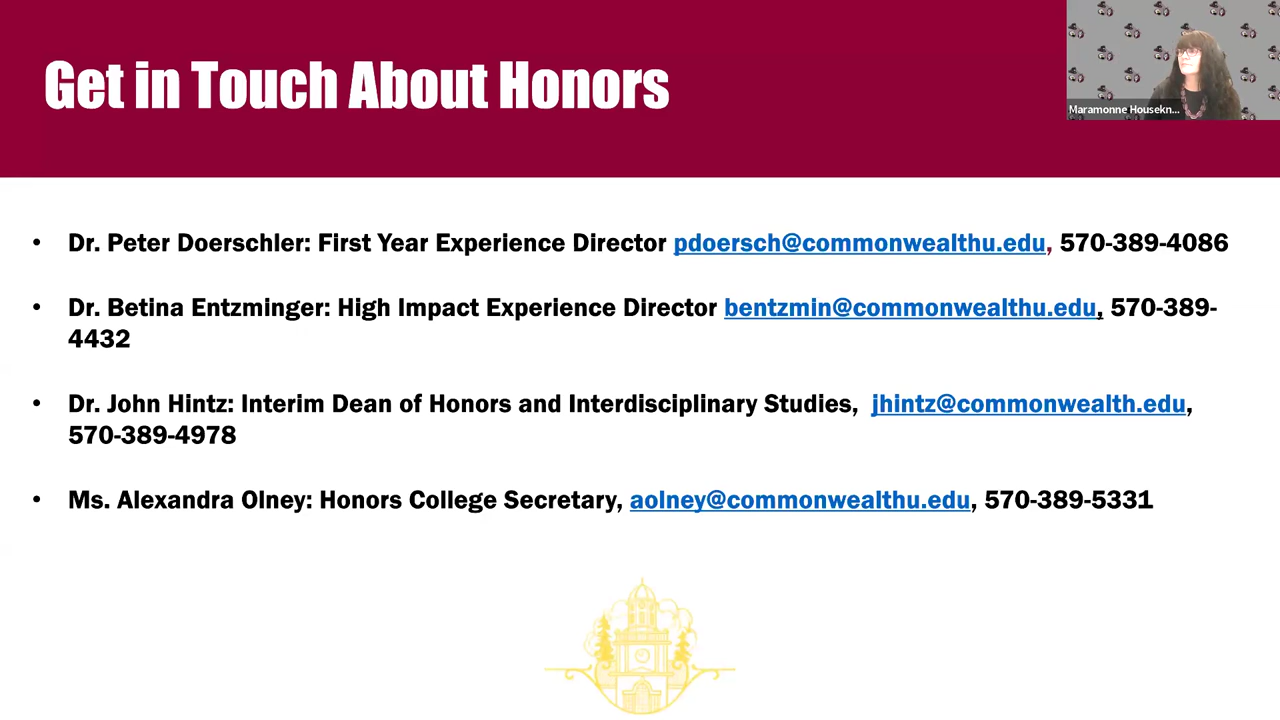 Get in Touch About Honors
Maramonne Housekn...
• Dr. Peter Doerschler: First Year Experience Director pdoersch@commonwealthu.edu, 570-389-4086
• Dr. Betina Entzminger: High Impact Experience Director bentzmin@commonwealthu.edu, 570-389-
4432
• Dr. John Hintz: Interim Dean of Honors and Interdisciplinary Studies, jhintz@commonwealth.edu,
570-389-4978
• Ms. Alexandra Olney: Honors College Secretary, aolney@commonwealthu.edu, 570-389-5331